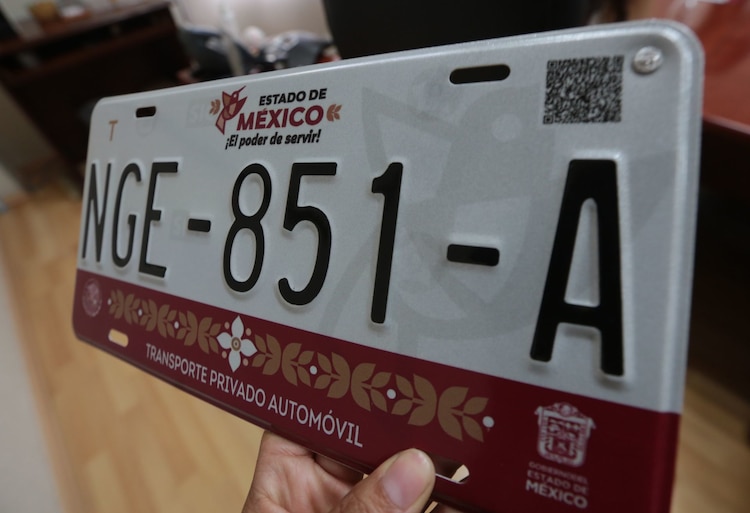 T
ESTADO DE
MÉXICO
¡El poder de servir!
NGE-851-A
TRANSPORTE PRIVADO AUTOMÓVIL
GOBIERNO DEL
ESTADO DE
MÉXICO